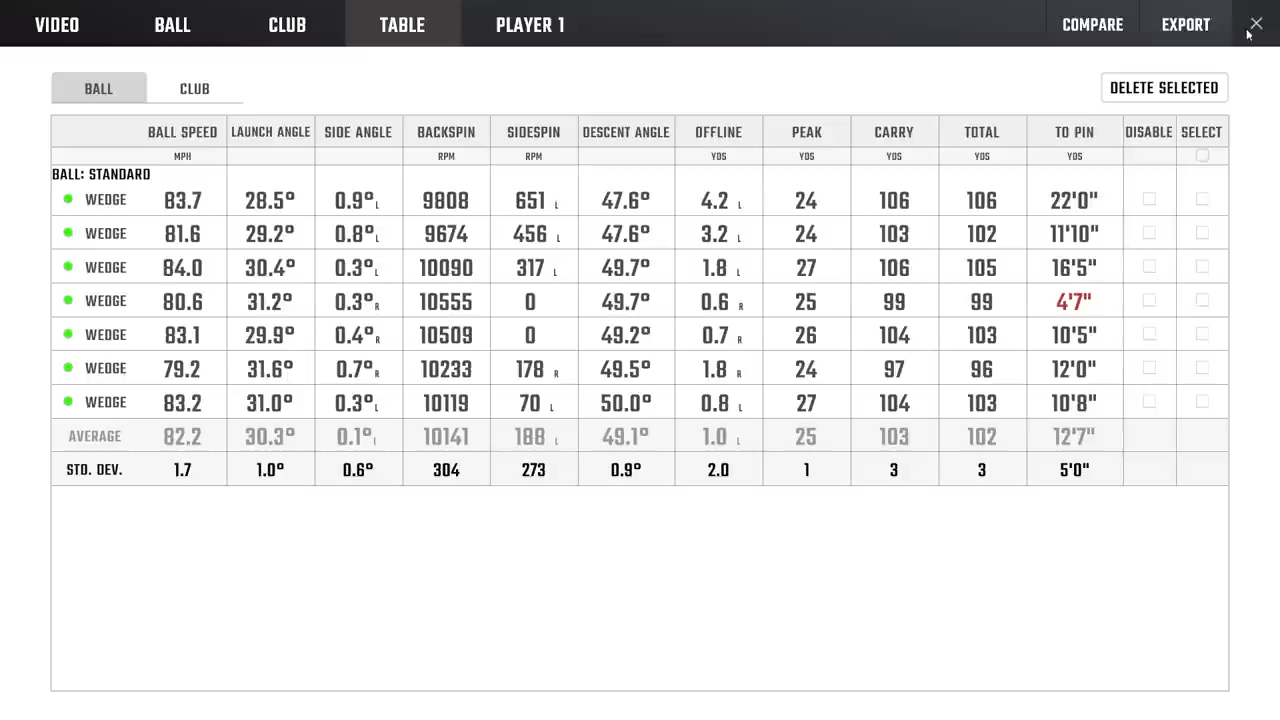 VIDEO BALL CLUB TABLE PLAYER 1 COMPARE EXPORT
BALL CLUB DELETE SELECTED
BALL SPEED LAUNCH ANGLE SIDE ANGLE BACKSPIN SIDESPIN DESCENT ANGLE OFFLINE PEAK CARRY TOTAL TO PIN DISABLE SELECT
MPH RPM RPM YDS YDS YDS YDS YDS
BALL: STANDARD
WEDGE 83.7 28.5° 0.9° L 9808 651 L 47.6° 4.2 L 24 106 106 22'0"
WEDGE 81.6 29.2° 0.8° L 9674 456 L 47.6° 3.2 L 24 103 102 11'10"
WEDGE 84.0 30.4° 0.3° L 10090 317 L 49.7° 1.8 L 27 106 105 16'5"
WEDGE 80.6 31.2° 0.3° R 10555 0 49.7° 0.6 R 25 99 99 4'7"
WEDGE 83.1 29.9° 0.4° R 10509 0 49.2° 0.7 R 26 104 103 10'5"
WEDGE 79.2 31.6° 0.7° R 10233 178 R 49.5° 1.8 R 24 97 96 12'0"
WEDGE 83.2 31.0° 0.3° L 10119 70 L 50.0° 0.8 L 27 104 103 10'8"
AVERAGE 82.2 30.3° 0.1° L 10141 188 L 49.1° 1.0 L 25 103 102 12'7"
STD. DEV. 1.7 1.0° 0.6° 304 273 0.9° 2.0 1 3 3 5'0"